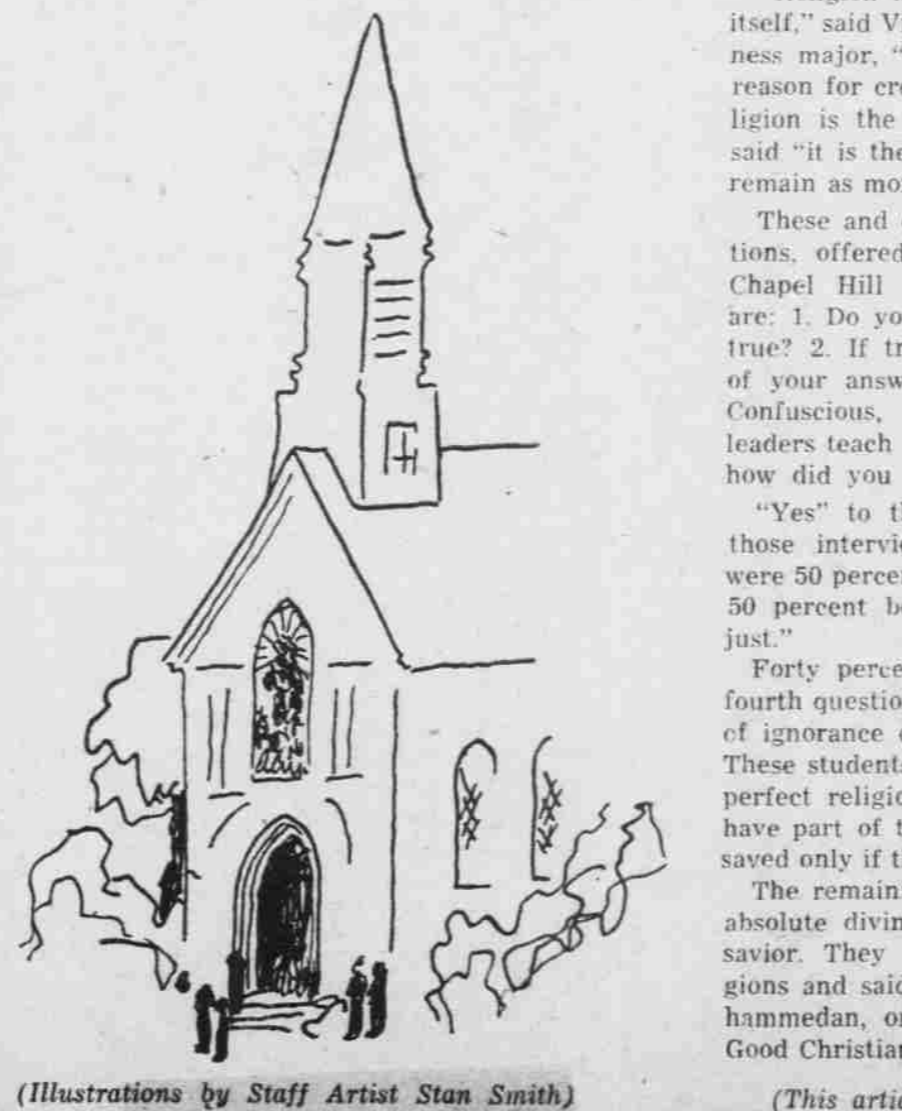 (Illustrations by Staff Artist Stan Smith)
itself,” said V
ness major, “
reason for cre
ligion is the
said “it is the
remain as mo
These and
tions, offered
Chapel Hill
are: 1. Do yo
true? 2. If tr
of your answ
Confuscious,
leaders teach
how did you
“Yes” to th
those intervie
were 50 percen
50 percent be
just.”
Forty perce
fourth questio
of ignorance
These student
perfect religio
have part of t
saved only if t
The remain
absolute divin
savior. They
gions and said
hammedan, or
Good Christian
(This artic